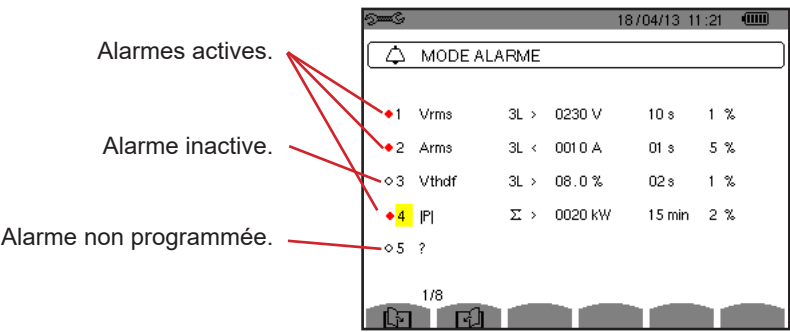 18/04/13 11:21
MODE ALARME
Alarmes actives.
1 Vrms 3L > 0230 V 10 s 1 %
2 Arms 3L < 0010 A 01 s 5 %
Alarme inactive.
3 Vthdf 3L > 08.0 % 02 s 1 %
4 |P| Σ > 0020 kW 15 min 2 %
Alarme non programmée.
5 ?
1/8